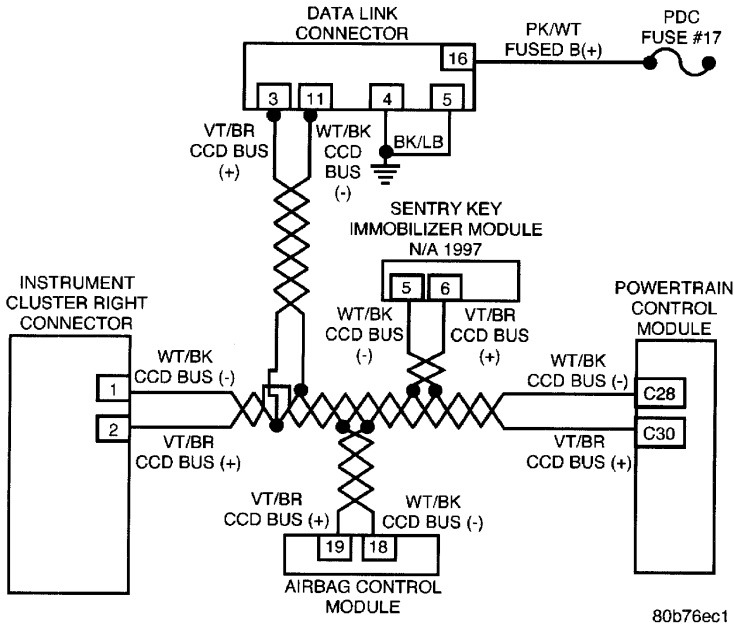 DATA LINK
CONNECTOR
PK/WT
FUSED B(+)
PDC
FUSE #17
16
3
11
4
5
VT/BR
CCD BUS
(+)
WT/BK
CCD
BUS
(-)
BK/LB
SENTRY KEY
IMMOBILIZER MODULE
N/A 1997
5
6
WT/BK
CCD BUS
(-)
VT/BR
CCD BUS
(+)
INSTRUMENT
CLUSTER RIGHT
CONNECTOR
POWERTRAIN
CONTROL
MODULE
1
WT/BK
CCD BUS (-)
2
VT/BR
CCD BUS (+)
WT/BK
CCD BUS (-)
C28
C30
VT/BR
CCD BUS (+)
VT/BR
CCD BUS (+)
WT/BK
CCD BUS (-)
19
18
AIRBAG CONTROL
MODULE
80b76ec1